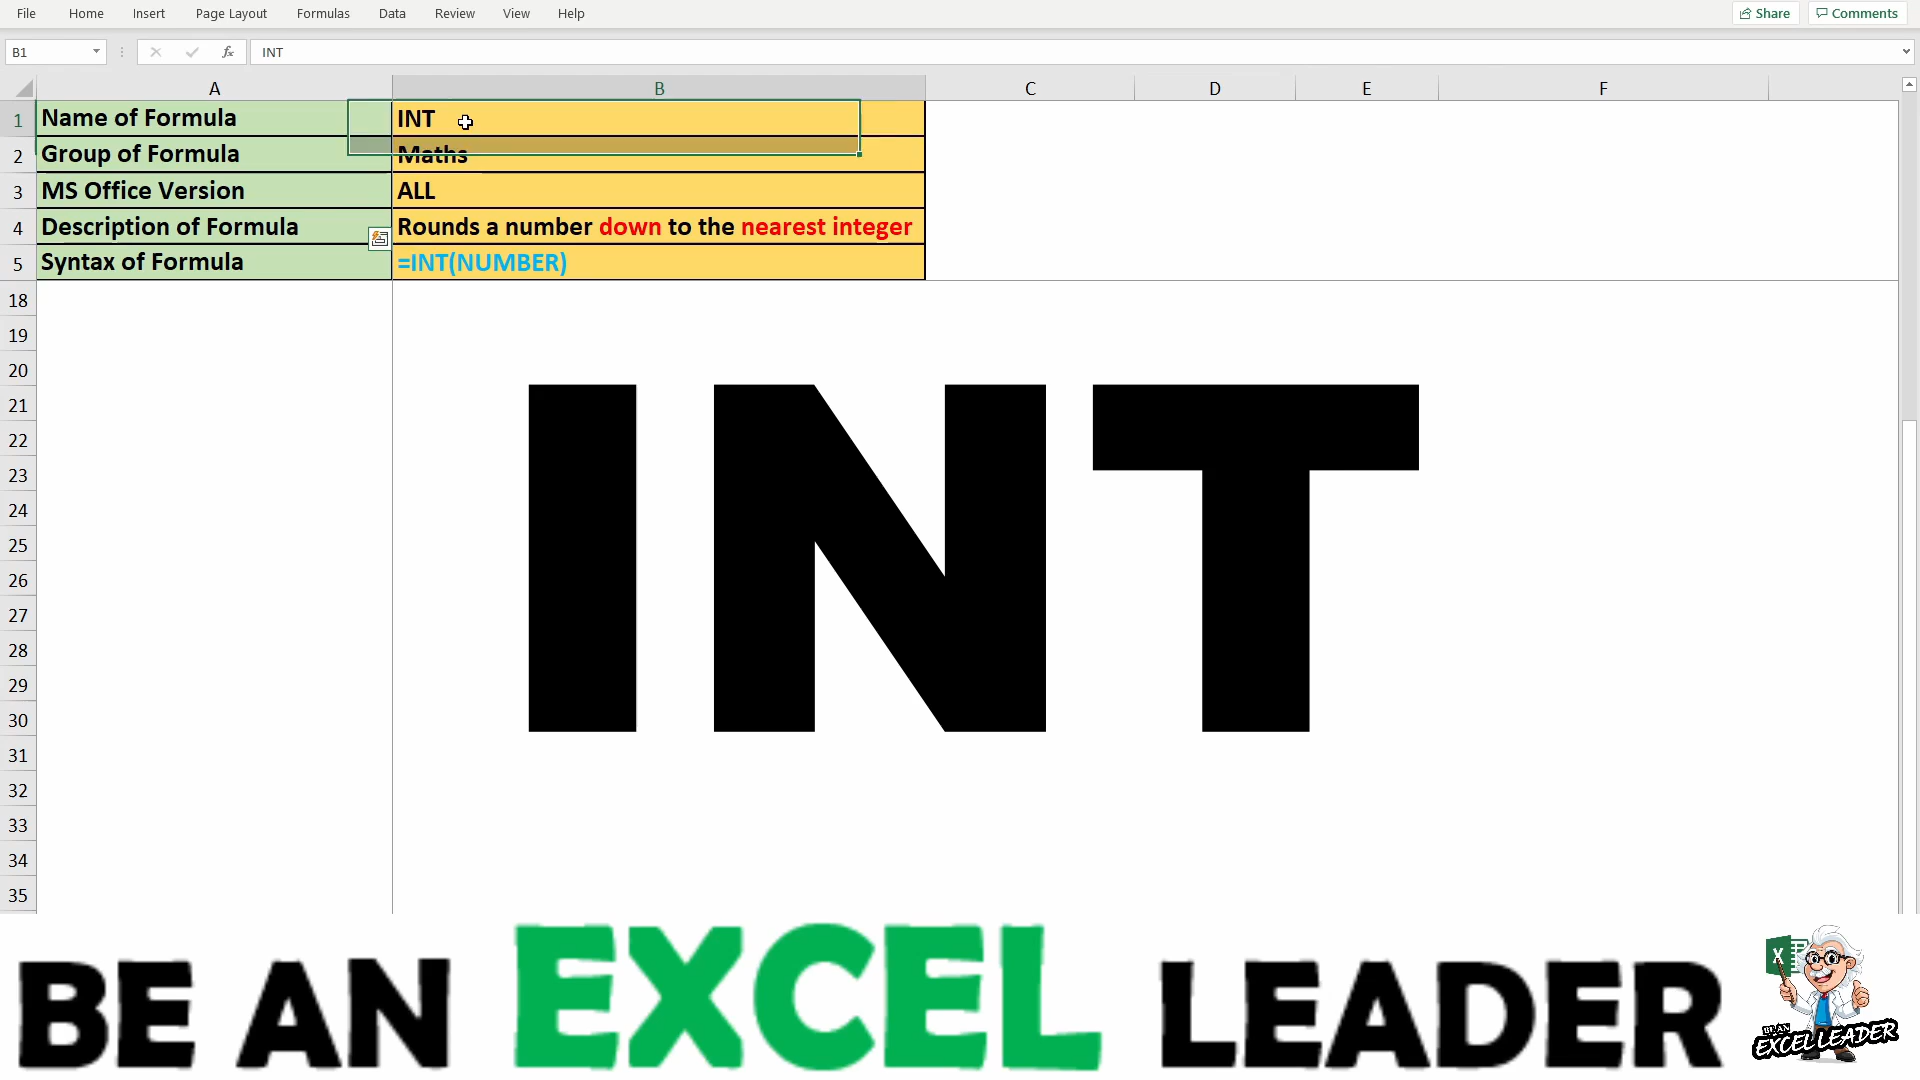 File Home Insert Page Layout Formulas Data Review View Help Share Comments
B1 fx INT
A B C D E F
1 Name of Formula INT
2 Group of Formula Maths
3 MS Office Version ALL
4 Description of Formula Rounds a number down to the nearest integer
5 Syntax of Formula =INT(NUMBER)
18
19
20
21
22
23
24
25
26
27
28
29
30
31
32
33
34
35
INT
BE AN EXCEL LEADER
X
BE AN
EXCEL LEADER